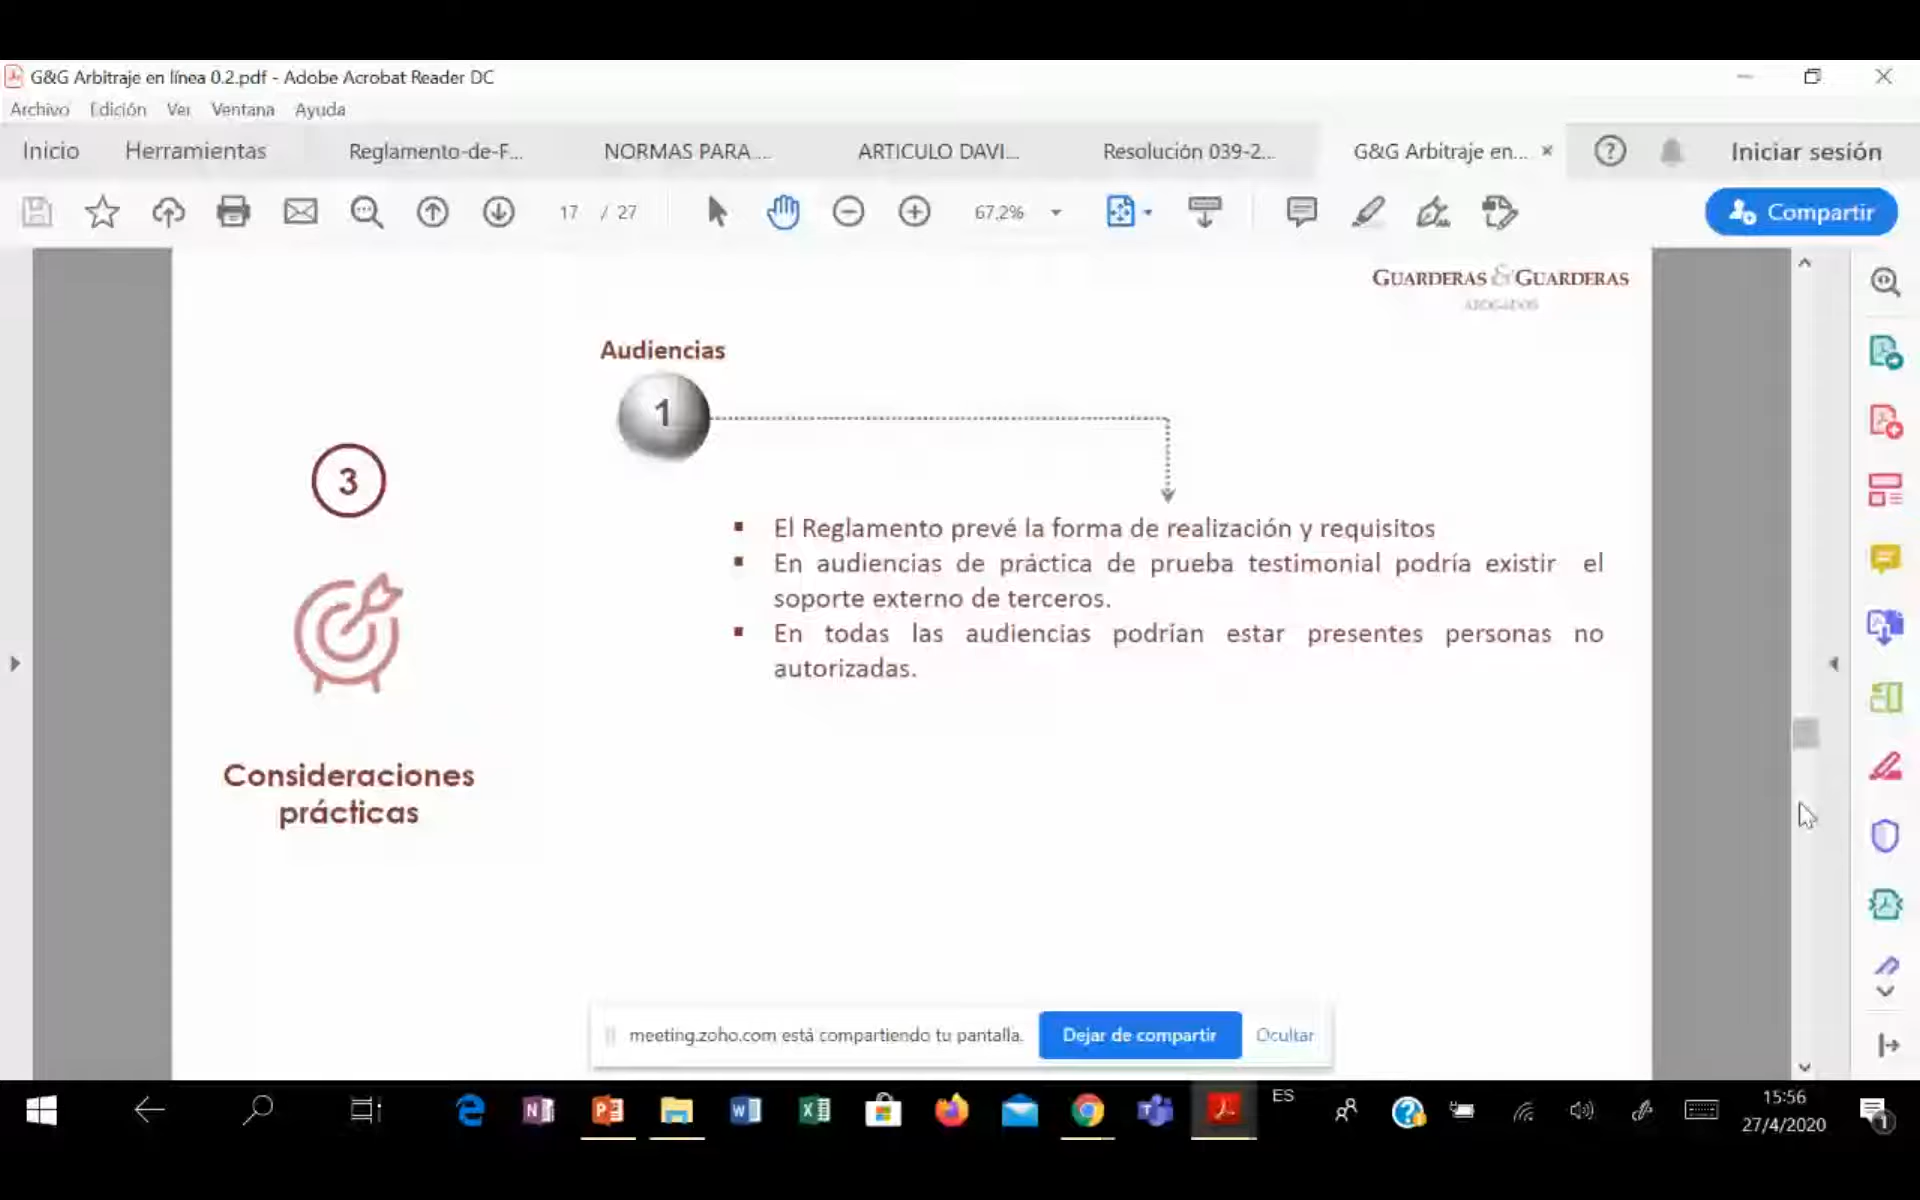 G&G Arbitraje en línea 0.2.pdf - Adobe Acrobat Reader DC
Archivo Edición Ver Ventana Ayuda
Inicio Herramientas Reglamento-de-F... NORMAS PARA.... ARTICULO DAVI... Resolución 039-2... G&G Arbitraje en... × Iniciar sesión
17 / 27 67,2% Compartir
GUARDERAS & GUARDERAS
ABOGADOS
Audiencias
1
3
▪ El Reglamento prevé la forma de realización y requisitos
▪ En audiencias de práctica de prueba testimonial podría existir el
soporte externo de terceros.
▪ En todas las audiencias podrían estar presentes personas no
autorizadas.
Consideraciones
prácticas
meeting.zoho.com está compartiendo tu pantalla. Dejar de compartir Ocultar
ES
15:56
27/4/2020
1